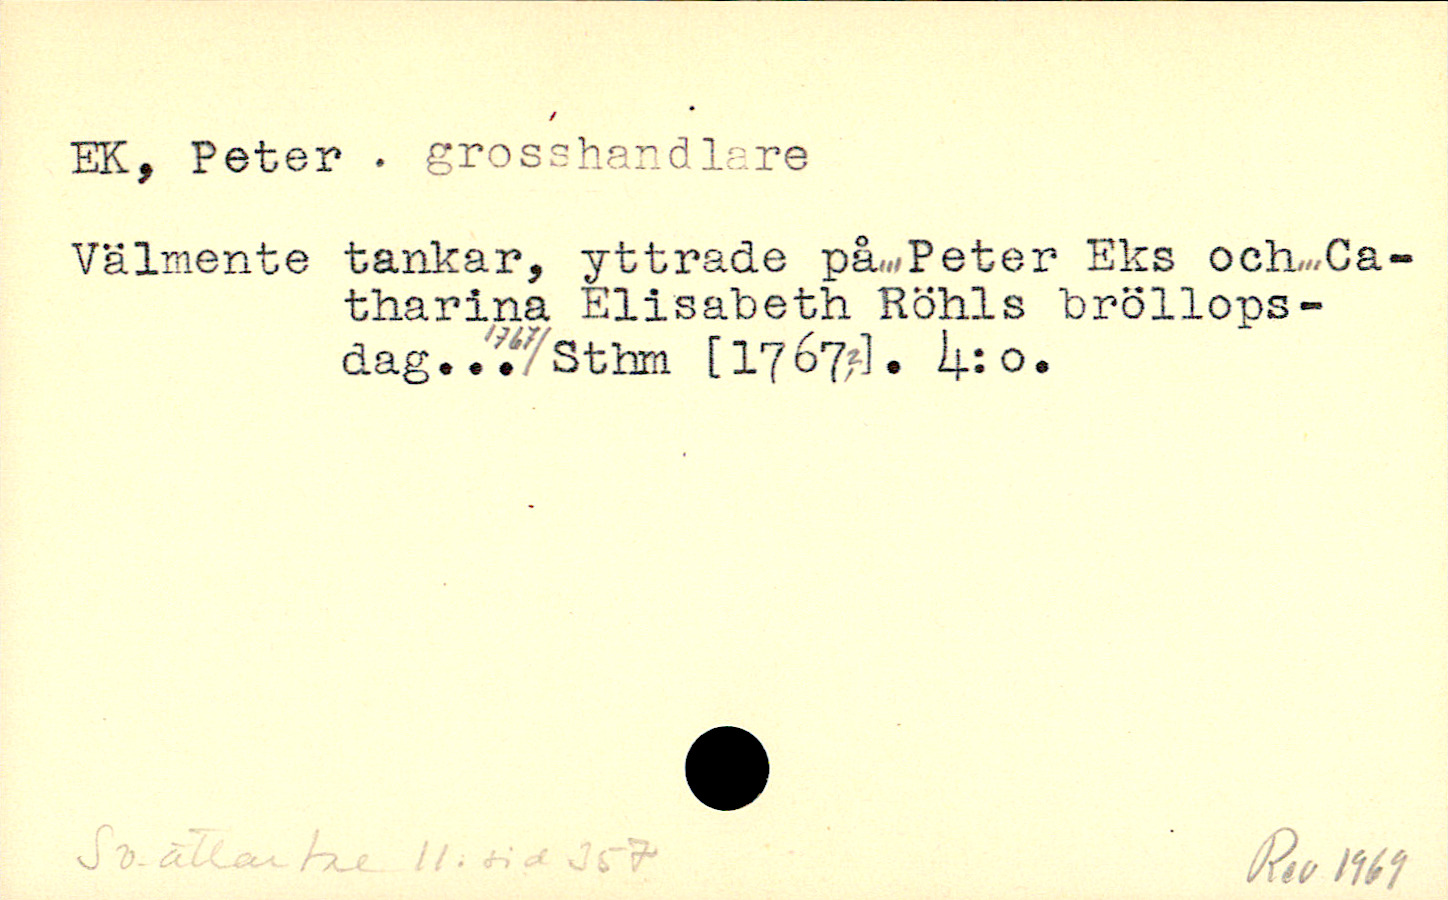 EK, Peter . grosshandlare
Välmente tankar, yttrade på...Peter Eks och...Ca-
tharina Elisabeth Röhls bröllops-
dag... 1767/ Sthm [1767?]. 4:o.
Sv. ättartal 11: sid 357
Rev 1969